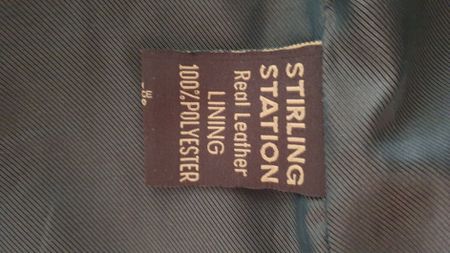 STIRLING
STATION
Real Leather
LINING
100%POLYESTER